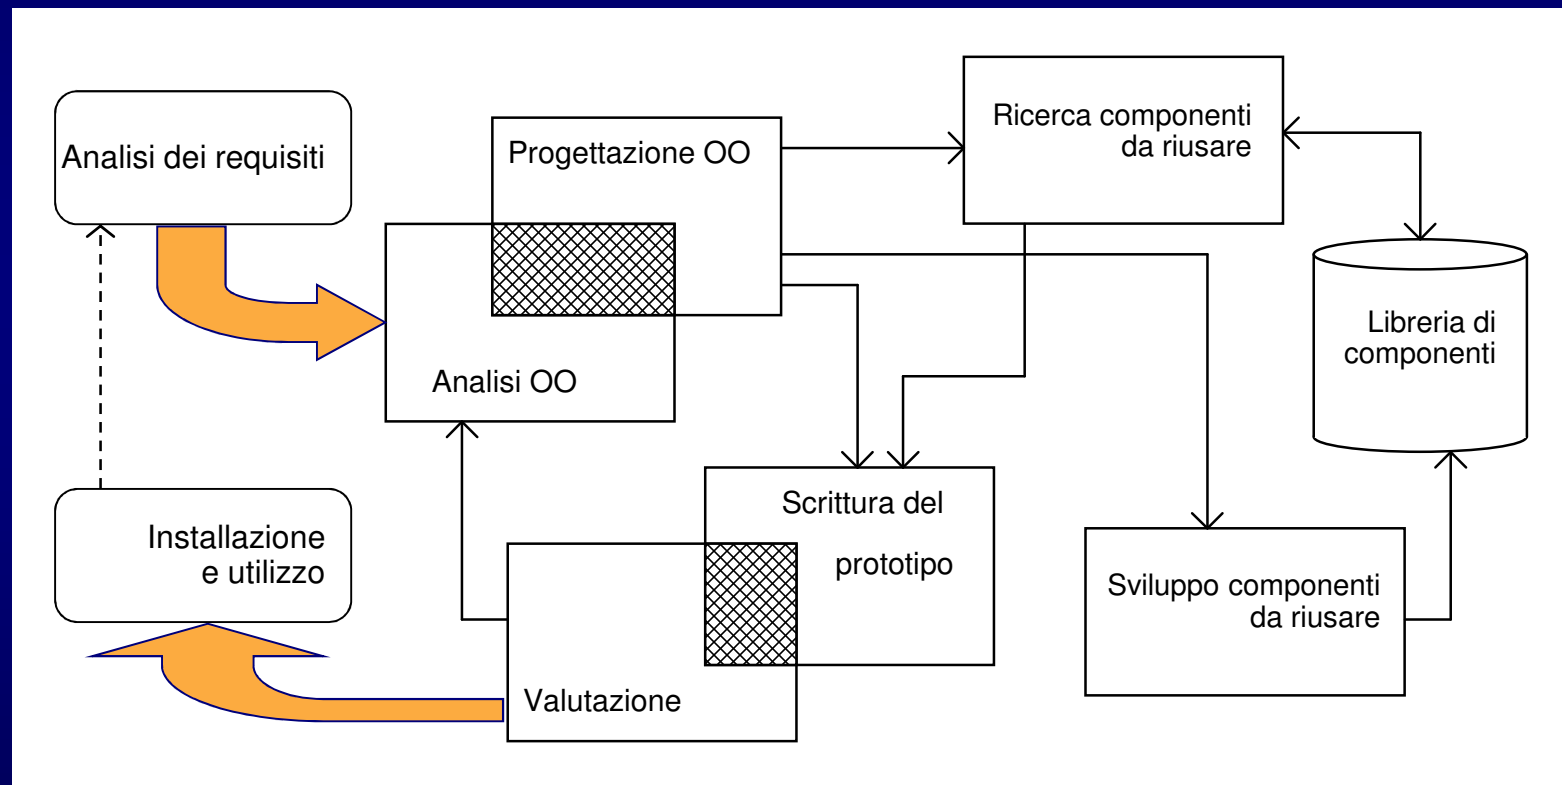 Analisi dei requisiti
Progettazione OO
Ricerca componenti
da riusare
Analisi OO
Libreria di
componenti
Installazione
e utilizzo
Scrittura del
prototipo
Sviluppo componenti
da riusare
Valutazione